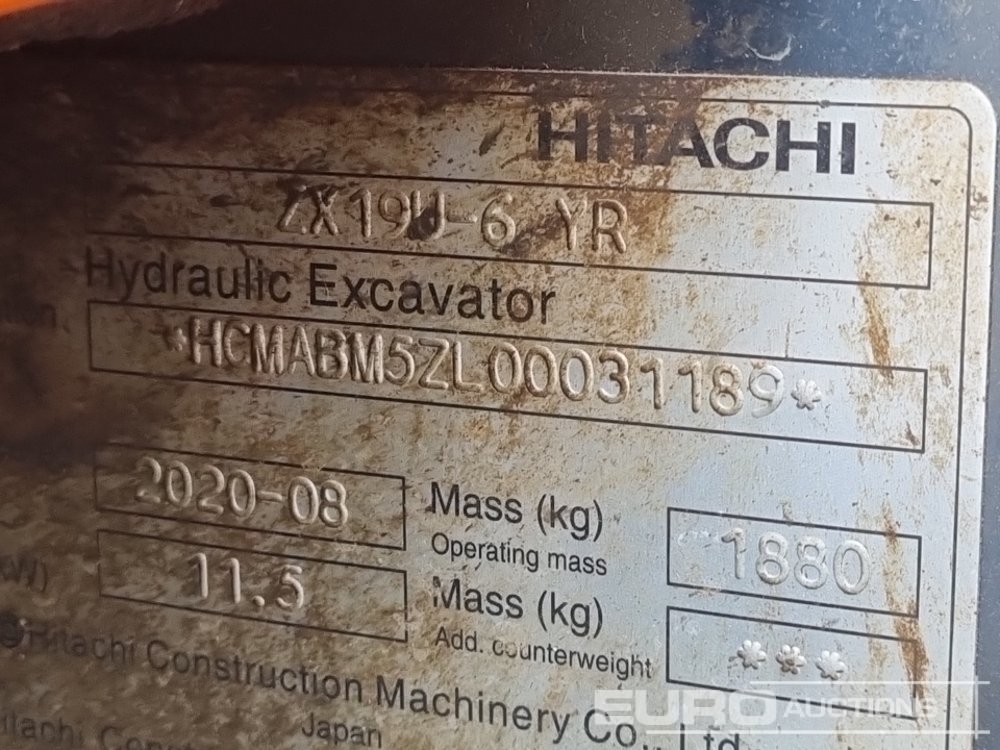 HITACHI
ZX19U-6 YR
Hydraulic Excavator
*HCMABM5ZL00031189*
2020-08
Mass (kg)
Operating mass
1880
11.5
Mass (kg)
Add. counterweight
***
Hitachi Construction Machinery Co., Ltd.
Japan
EURO AUCTIONS